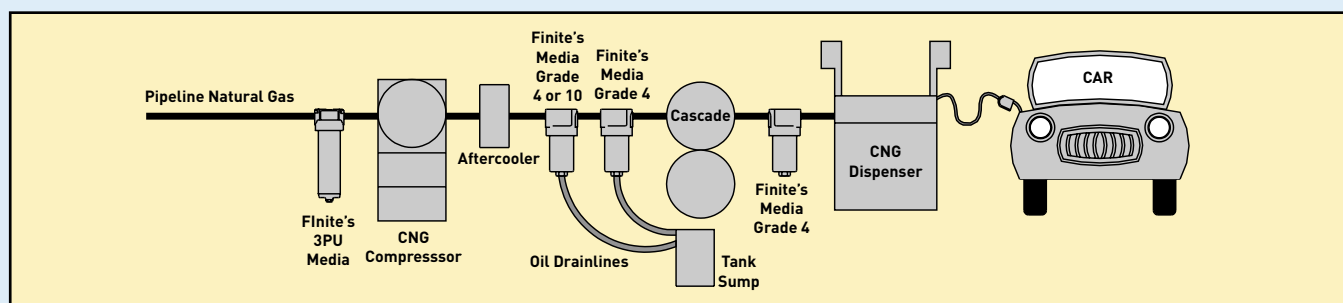 Pipeline Natural Gas
FInite's
3PU
Media
CNG
Compresssor
Aftercooler
Finite's
Media
Grade
4 or 10
Finite's
Media
Grade 4
Oil Drainlines
Tank
Sump
Cascade
Finite's
Media
Grade 4
CNG
Dispenser
CAR